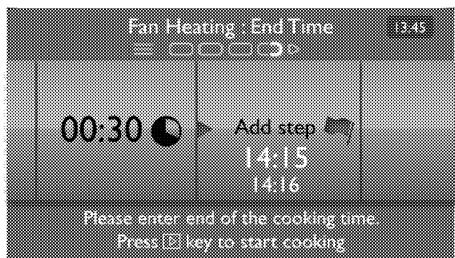 Fan Heating : End Time
13:45
00:30
Add step
14:15
14:16
Please enter end of the cooking time.
Press key to start cooking